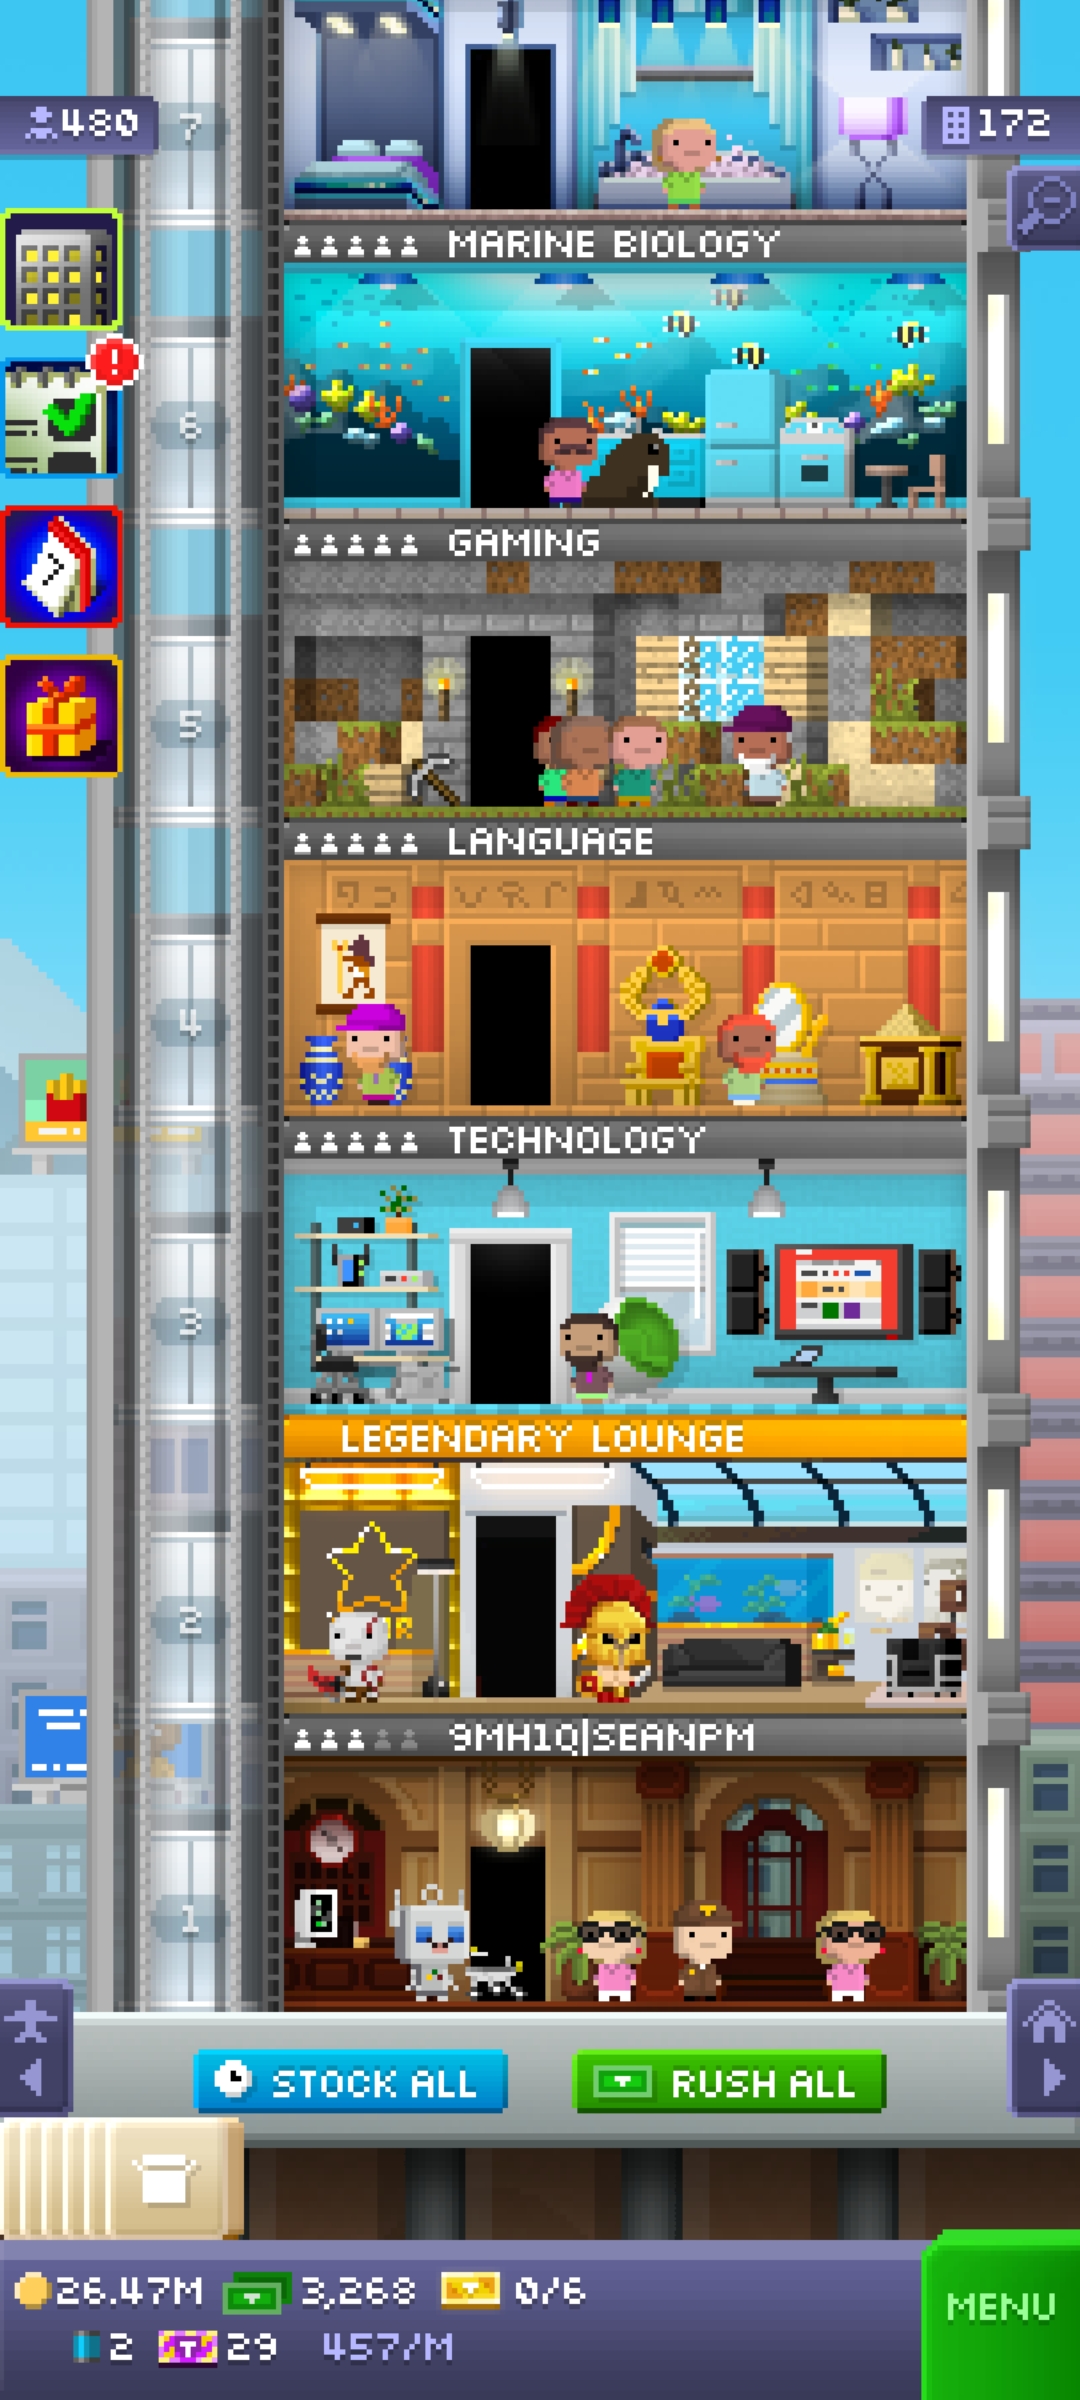 480
172
7
MARINE BIOLOGY
6
GAMING
5
LANGUAGE
4
TECHNOLOGY
3
LEGENDARY LOUNGE
2
9MH1Q|SEANPM
1
STOCK ALL
RUSH ALL
26.47M 3,268 0/6
2 29 457/M
MENU